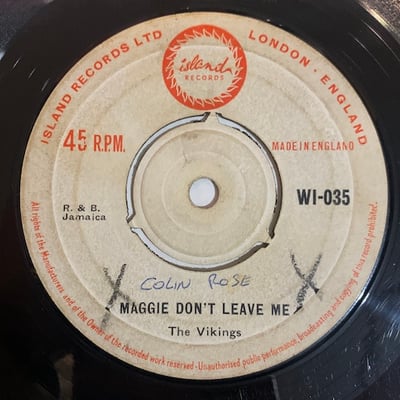 ISLAND RECORDS LTD LONDON · ENGLAND
island
RECORDS
45 R.P.M.
MADE IN ENGLAND
R. & B.
Jamaica
WI-035
COLIN ROSE
MAGGIE DON'T LEAVE ME
The Vikings
All rights of the Manufacturers and of the Owner of the recorded work reserved - Unauthorised public performance, broadcasting and copying of this record prohibited.